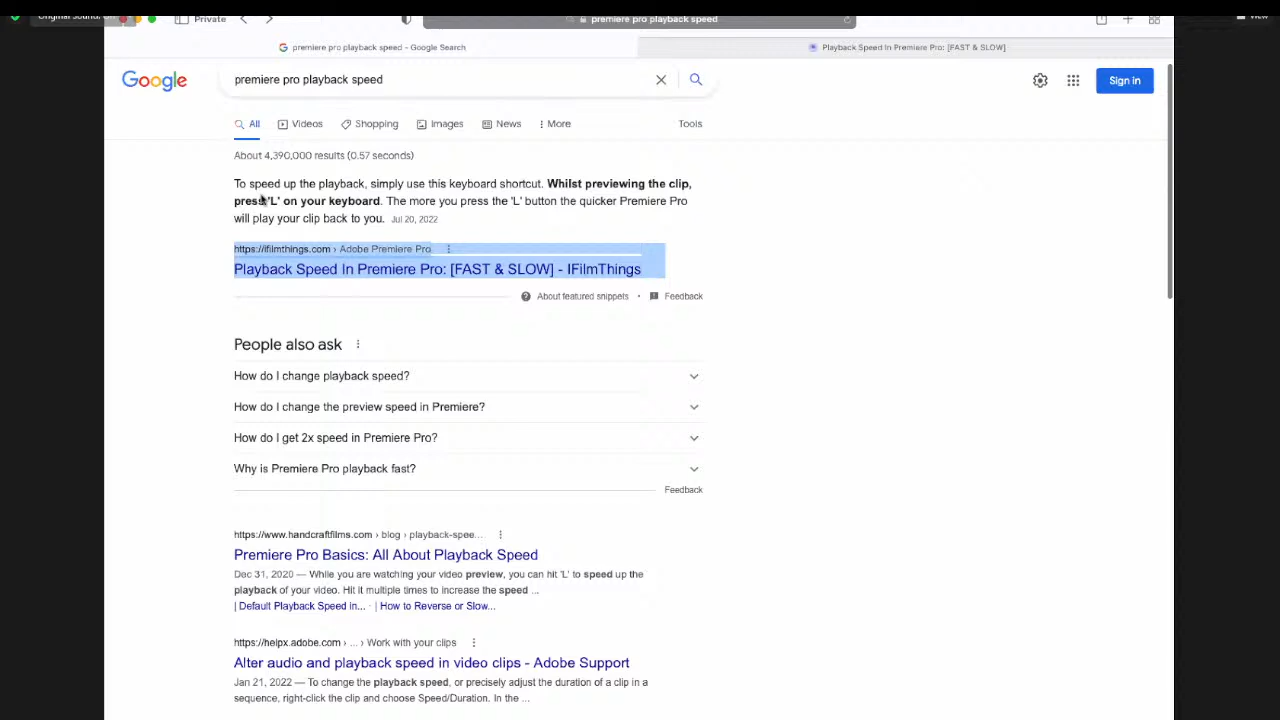 Original Sound: On
View
Private
premiere pro playback speed
premiere pro playback speed - Google Search
Playback Speed In Premiere Pro: [FAST & SLOW] -
Google
premiere pro playback speed
Sign in
All
Videos
Shopping
Images
News
More
Tools
About 4,390,000 results (0.57 seconds)
To speed up the playback, simply use this keyboard shortcut. Whilst previewing the clip,
press 'L' on your keyboard. The more you press the 'L' button the quicker Premiere Pro
will play your clip back to you. Jul 20, 2022
https://ifilmthings.com › Adobe Premiere Pro
Playback Speed In Premiere Pro: [FAST & SLOW] - IFilmThings
About featured snippets • Feedback
People also ask
How do I change playback speed?
How do I change the preview speed in Premiere?
How do I get 2x speed in Premiere Pro?
Why is Premiere Pro playback fast?
Feedback
https://www.handcraftfilms.com › blog › playback-spee...
Premiere Pro Basics: All About Playback Speed
Dec 31, 2020 — While you are watching your video preview, you can hit 'L' to speed up the
playback of your video. Hit it multiple times to increase the speed ...
| Default Playback Speed In... · | How to Reverse or Slow...
https://helpx.adobe.com › ... › Work with your clips
Alter audio and playback speed in video clips - Adobe Support
Jan 21, 2022 — To change the playback speed, or precisely adjust the duration of a clip in a
sequence, right-click the clip and choose Speed/Duration. In the ...